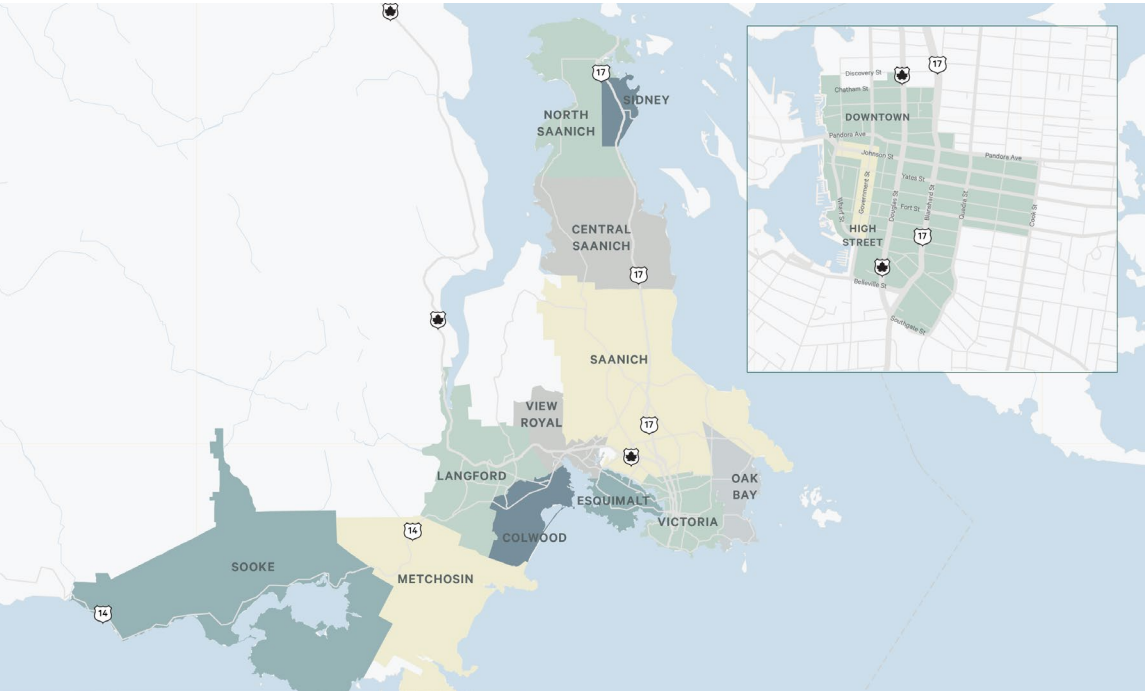 17
SIDNEY
NORTH
SAANICH
CENTRAL
SAANICH
17
SAANICH
VIEW
ROYAL
17
LANGFORD
OAK
BAY
ESQUIMALT
VICTORIA
14
COLWOOD
SOOKE
METCHOSIN
14
17
Discovery St
Chatham St
DOWNTOWN
Pandora Ave
Johnson St
Pandora Ave
Yates St
Government St
Douglas St
Blanshard St
Quadra St
Fort St
Wharf St
Cook St
HIGH
STREET
17
Belleville St
Southgate St